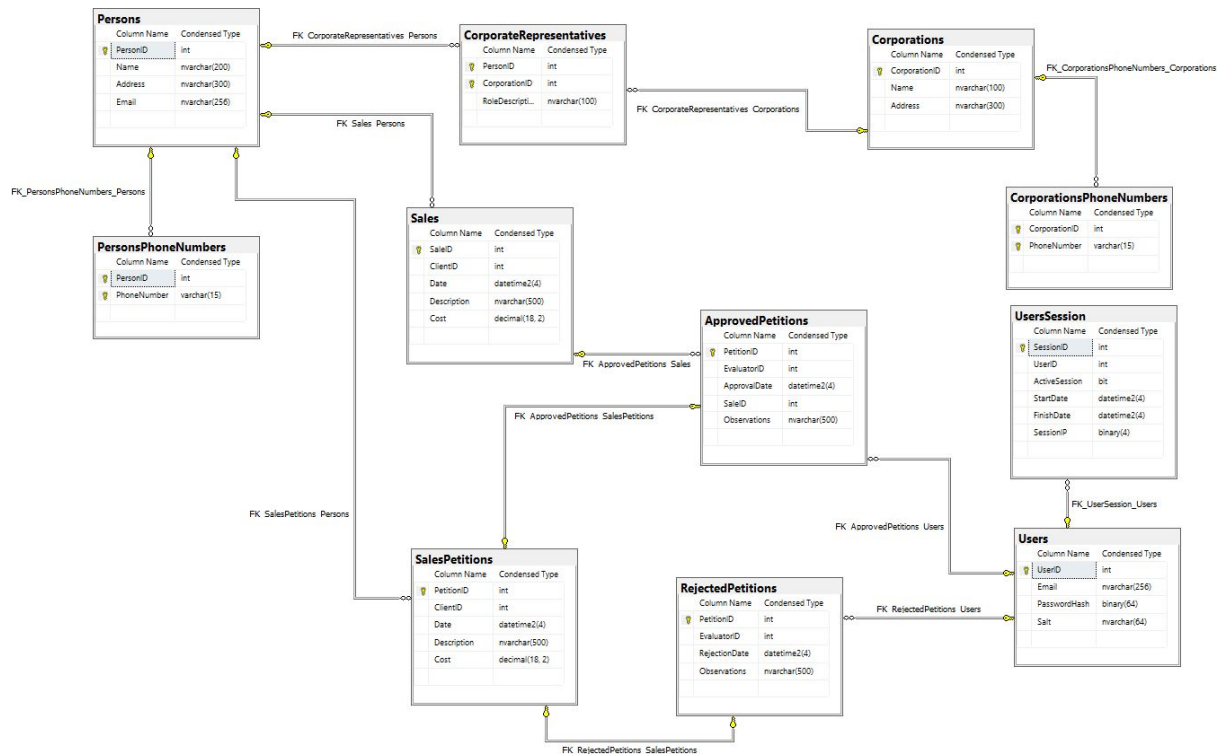 Persons
Column Name Condensed Type
PersonID int
Name nvarchar(200)
Address nvarchar(300)
Email nvarchar(256)
FK CorporateRepresentatives Persons
CorporateRepresentatives
Column Name Condensed Type
PersonID int
CorporationID int
RoleDescripti... nvarchar(100)
FK CorporateRepresentatives Corporations
Corporations
Column Name Condensed Type
CorporationID int
Name nvarchar(100)
Address nvarchar(300)
FK_CorporationsPhoneNumbers_Corporations
FK Sales Persons
FK_PersonsPhoneNumbers_Persons
PersonsPhoneNumbers
Column Name Condensed Type
PersonID int
PhoneNumber varchar(15)
Sales
Column Name Condensed Type
SaleID int
ClientID int
Date datetime2(4)
Description nvarchar(500)
Cost decimal(18, 2)
CorporationsPhoneNumbers
Column Name Condensed Type
CorporationID int
PhoneNumber varchar(15)
ApprovedPetitions
Column Name Condensed Type
PetitionID int
EvaluatorID int
ApprovalDate datetime2(4)
SaleID int
Observations nvarchar(500)
UsersSession
Column Name Condensed Type
SessionID int
UserID int
ActiveSession bit
StartDate datetime2(4)
FinishDate datetime2(4)
SessionIP binary(4)
FK ApprovedPetitions Sales
FK ApprovedPetitions SalesPetitions
FK SalesPetitions Persons
FK_UserSession_Users
FK ApprovedPetitions Users
SalesPetitions
Column Name Condensed Type
PetitionID int
ClientID int
Date datetime2(4)
Description nvarchar(500)
Cost decimal(18, 2)
RejectedPetitions
Column Name Condensed Type
PetitionID int
EvaluatorID int
RejectionDate datetime2(4)
Observations nvarchar(500)
FK RejectedPetitions Users
Users
Column Name Condensed Type
UserID int
Email nvarchar(256)
PasswordHash binary(64)
Salt nvarchar(64)
FK RejectedPetitions SalesPetitions